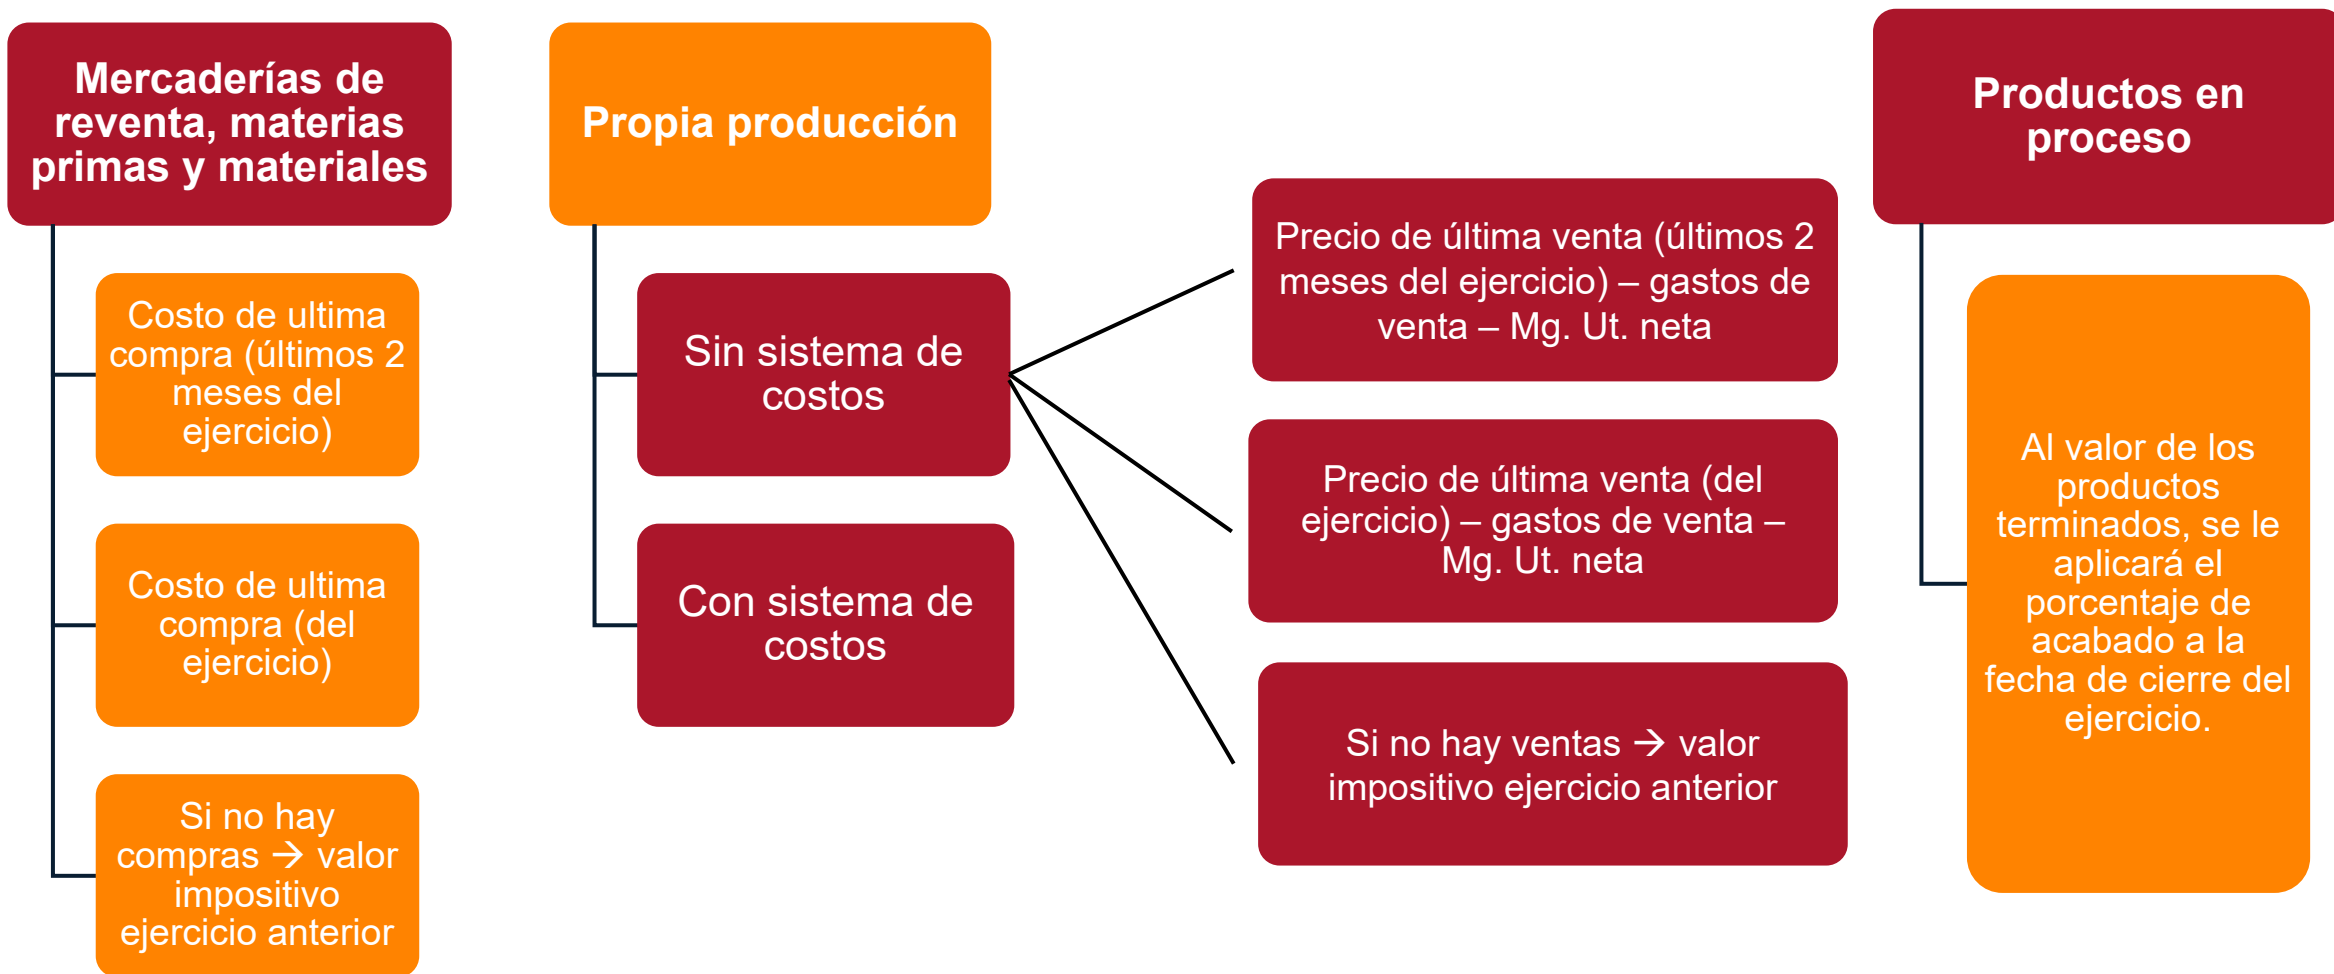 Mercaderías de
reventa, materias
primas y materiales
Costo de ultima
compra (últimos 2
meses del
ejercicio)
Costo de ultima
compra (del
ejercicio)
Si no hay
compras → valor
impositivo
ejercicio anterior
Propia producción
Sin sistema de
costos
Con sistema de
costos
Precio de última venta (últimos 2
meses del ejercicio) – gastos de
venta – Mg. Ut. neta
Precio de última venta (del
ejercicio) – gastos de venta –
Mg. Ut. neta
Si no hay ventas → valor
impositivo ejercicio anterior
Productos en
proceso
Al valor de los
productos
terminados, se le
aplicará el
porcentaje de
acabado a la
fecha de cierre del
ejercicio.